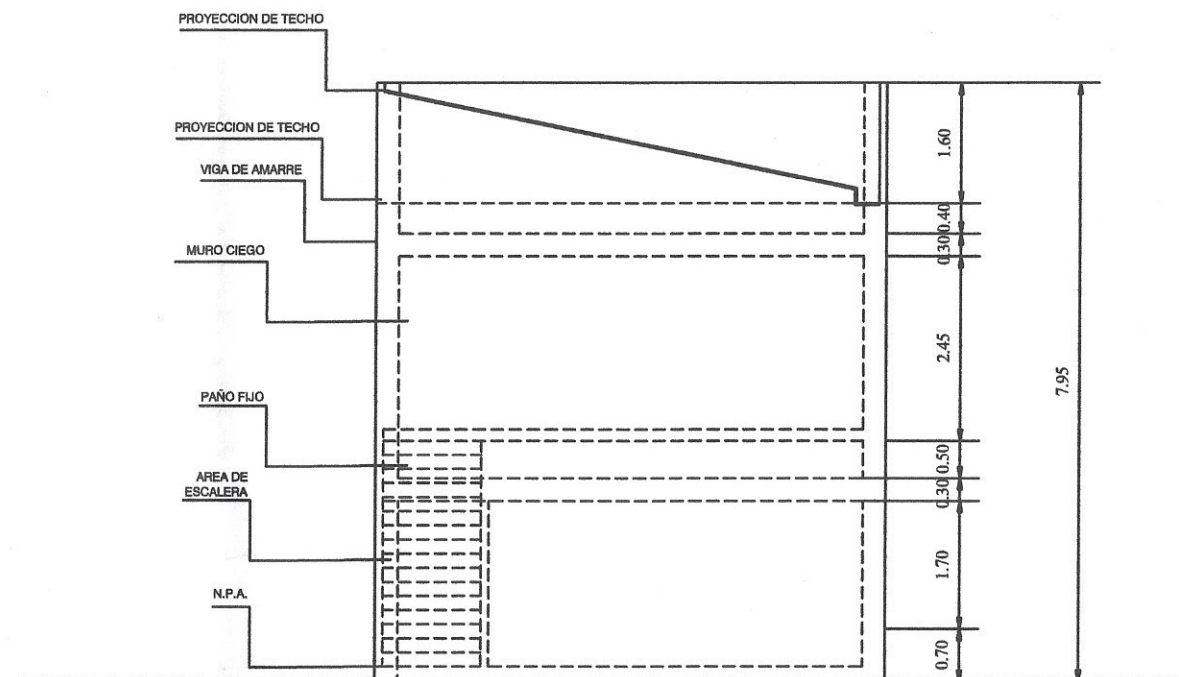 PROYECCION DE TECHO
PROYECCION DE TECHO
VIGA DE AMARRE
MURO CIEGO
PAÑO FIJO
AREA DE
ESCALERA
N.P.A.
1.60
0.40
0.30
2.45
0.50
0.30
1.70
0.70
7.95